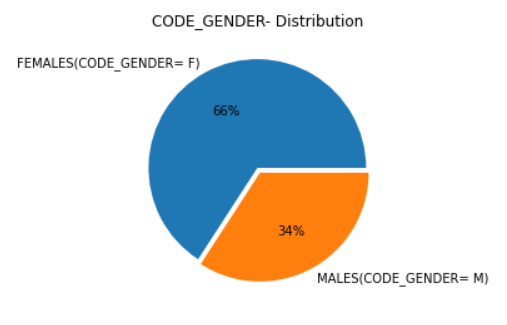 CODE_GENDER- Distribution
FEMALES(CODE_GENDER= F)
66%
34%
MALES(CODE_GENDER= M)